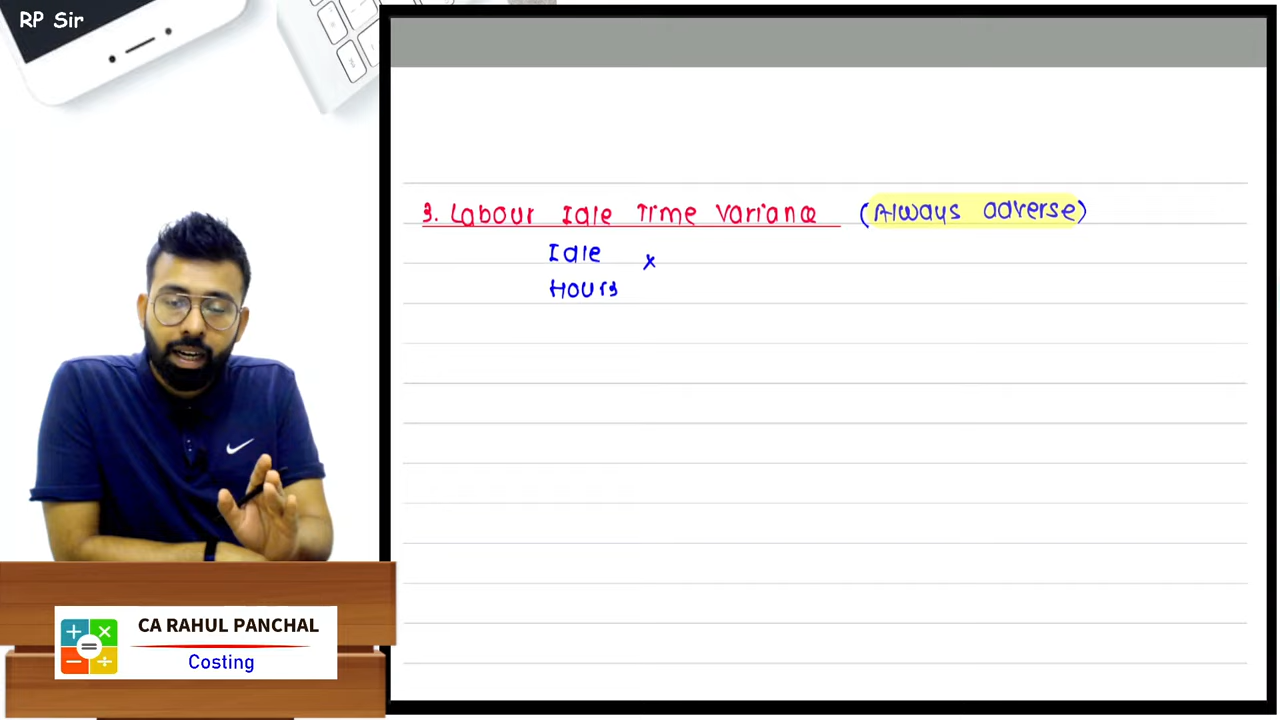 RP Sir
3. Labour Idle Time Variance (Always adverse)
Idle ×
Hours
CA RAHUL PANCHAL
Costing